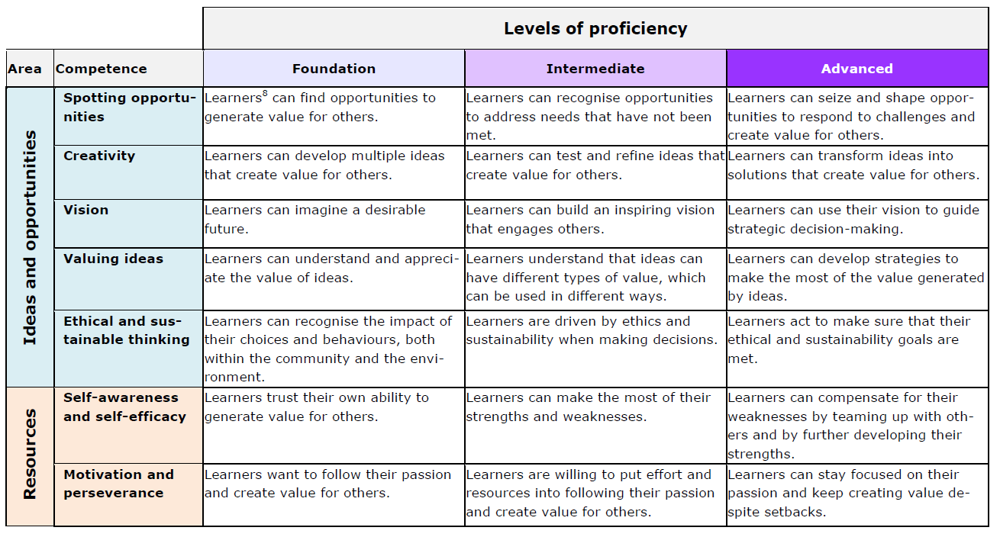 Levels of proficiency
Area Competence Foundation Intermediate Advanced
Ideas and opportunities
Spotting opportu-
nities
Learners8 can find opportunities to
generate value for others.
Learners can recognise opportunities
to address needs that have not been
met.
Learners can seize and shape oppor-
tunities to respond to challenges and
create value for others.
Creativity
Learners can develop multiple ideas
that create value for others.
Learners can test and refine ideas that
create value for others.
Learners can transform ideas into
solutions that create value for others.
Vision
Learners can imagine a desirable
future.
Learners can build an inspiring vision
that engages others.
Learners can use their vision to guide
strategic decision-making.
Valuing ideas
Learners can understand and appreci-
ate the value of ideas.
Learners understand that ideas can
have different types of value, which
can be used in different ways.
Learners can develop strategies to
make the most of the value generated
by ideas.
Ethical and sus-
tainable thinking
Learners can recognise the impact of
their choices and behaviours, both
within the community and the envi-
ronment.
Learners are driven by ethics and
sustainability when making decisions.
Learners act to make sure that their
ethical and sustainability goals are
met.
Resources
Self-awareness
and self-efficacy
Learners trust their own ability to
generate value for others.
Learners can make the most of their
strengths and weaknesses.
Learners can compensate for their
weaknesses by teaming up with oth-
ers and by further developing their
strengths.
Motivation and
perseverance
Learners want to follow their passion
and create value for others.
Learners are willing to put effort and
resources into following their passion
and create value for others.
Learners can stay focused on their
passion and keep creating value de-
spite setbacks.